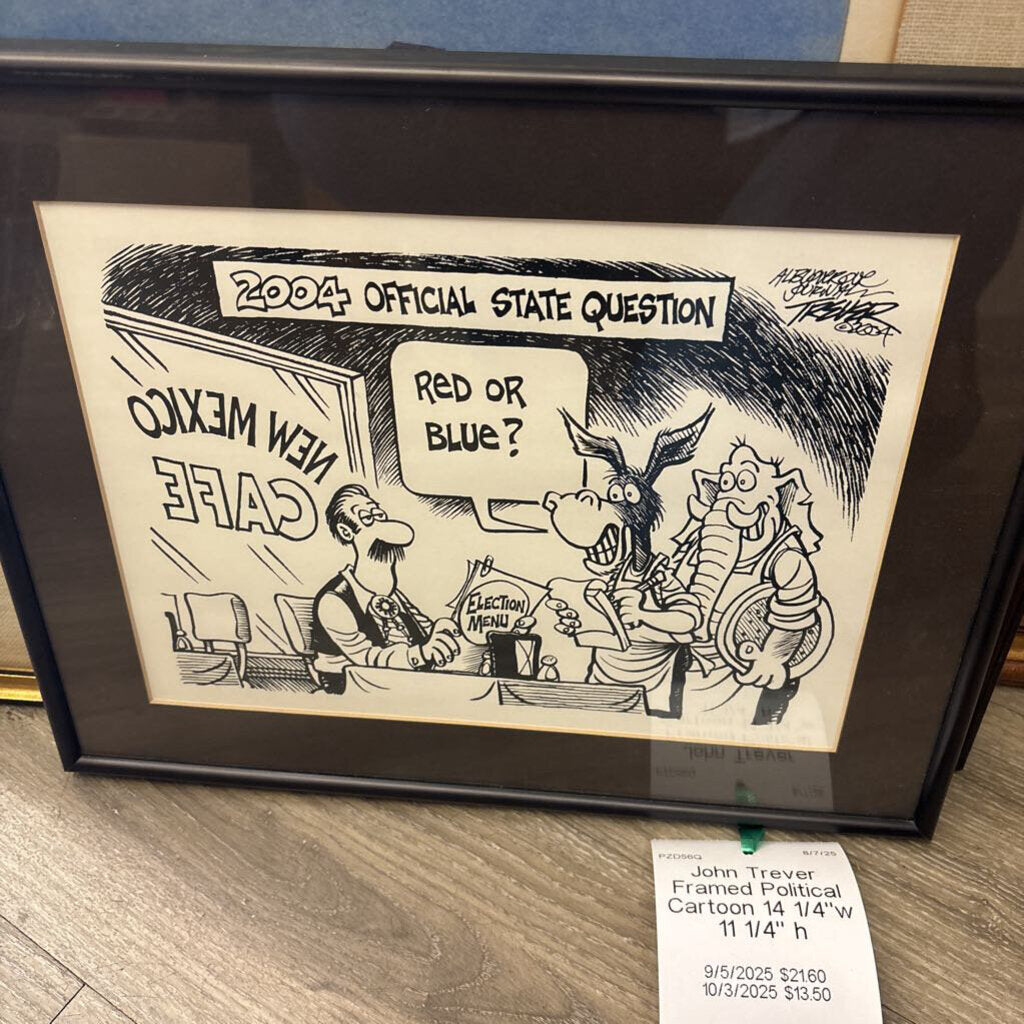 2004 OFFICIAL STATE QUESTION
ALBUQUERQUE
JOURNAL
TREVER
©2004
RED OR
BLUE?
NEW MEXICO
CAFE
ELECTION
MENU
John Trever
PZD56Q 8/7/25
John Trever
Framed Political
Cartoon 14 1/4"w
11 1/4" h
9/5/2025 $21.60
10/3/2025 $13.50